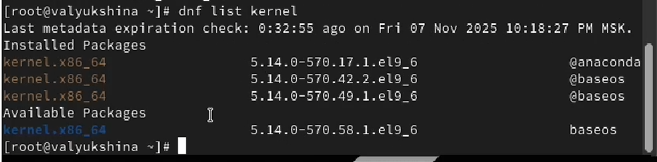 [root@valyukshina ~]# dnf list kernel
Last metadata expiration check: 0:32:55 ago on Fri 07 Nov 2025 10:18:27 PM MSK.
Installed Packages
kernel.x86_64 5.14.0-570.17.1.el9_6 @anaconda
kernel.x86_64 5.14.0-570.42.2.el9_6 @baseos
kernel.x86_64 5.14.0-570.49.1.el9_6 @baseos
Available Packages
kernel.x86_64 5.14.0-570.58.1.el9_6 baseos
[root@valyukshina ~]#